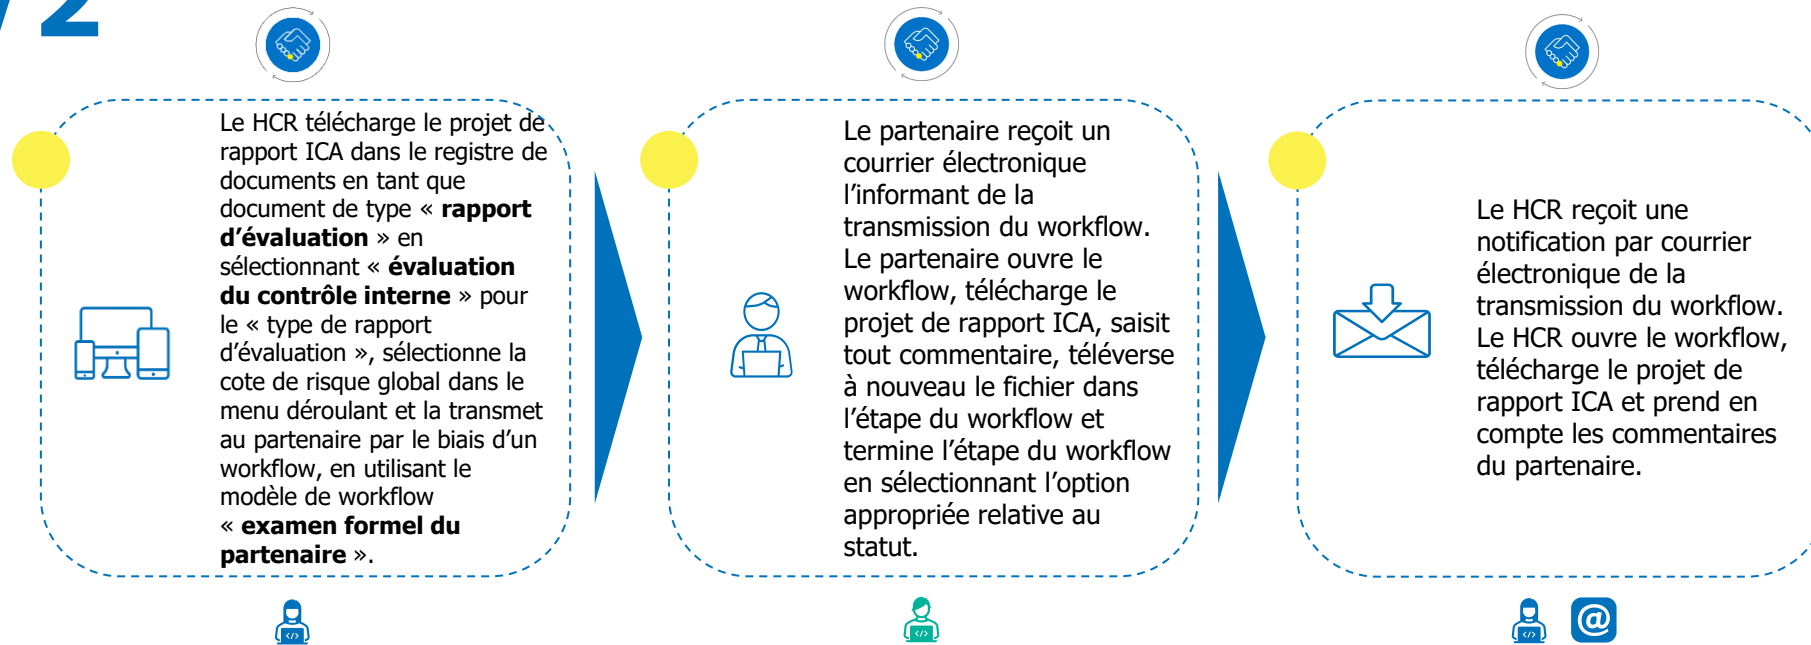 2
Le HCR télécharge le projet de
rapport ICA dans le registre de
documents en tant que
document de type « rapport
d’évaluation » en
sélectionnant « évaluation
du contrôle interne » pour
le « type de rapport
d’évaluation », sélectionne la
cote de risque global dans le
menu déroulant et la transmet
au partenaire par le biais d’un
workflow, en utilisant le
modèle de workflow
« examen formel du
partenaire ».
Le partenaire reçoit un
courrier électronique
l’informant de la
transmission du workflow.
Le partenaire ouvre le
workflow, télécharge le
projet de rapport ICA, saisit
tout commentaire, téléverse
à nouveau le fichier dans
l’étape du workflow et
termine l’étape du workflow
en sélectionnant l’option
appropriée relative au
statut.
Le HCR reçoit une
notification par courrier
électronique de la
transmission du workflow.
Le HCR ouvre le workflow,
télécharge le projet de
rapport ICA et prend en
compte les commentaires
du partenaire.